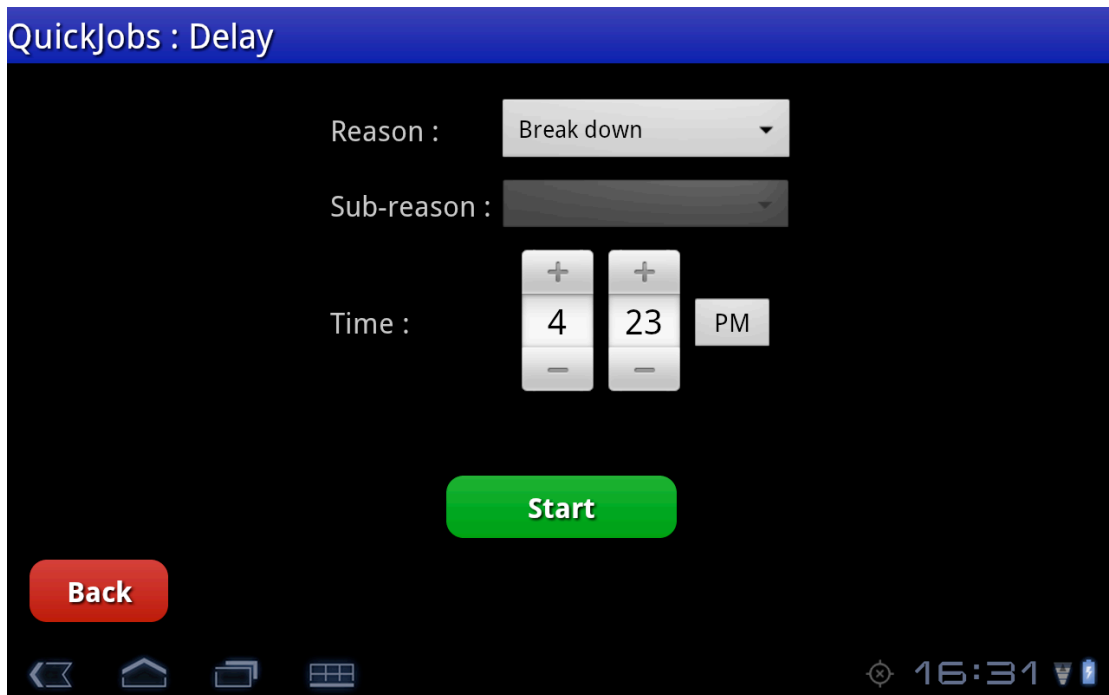 QuickJobs : Delay
Reason :
Break down
Sub-reason :
+ +
Time :
4 23 PM
– –
Start
Back
16:31